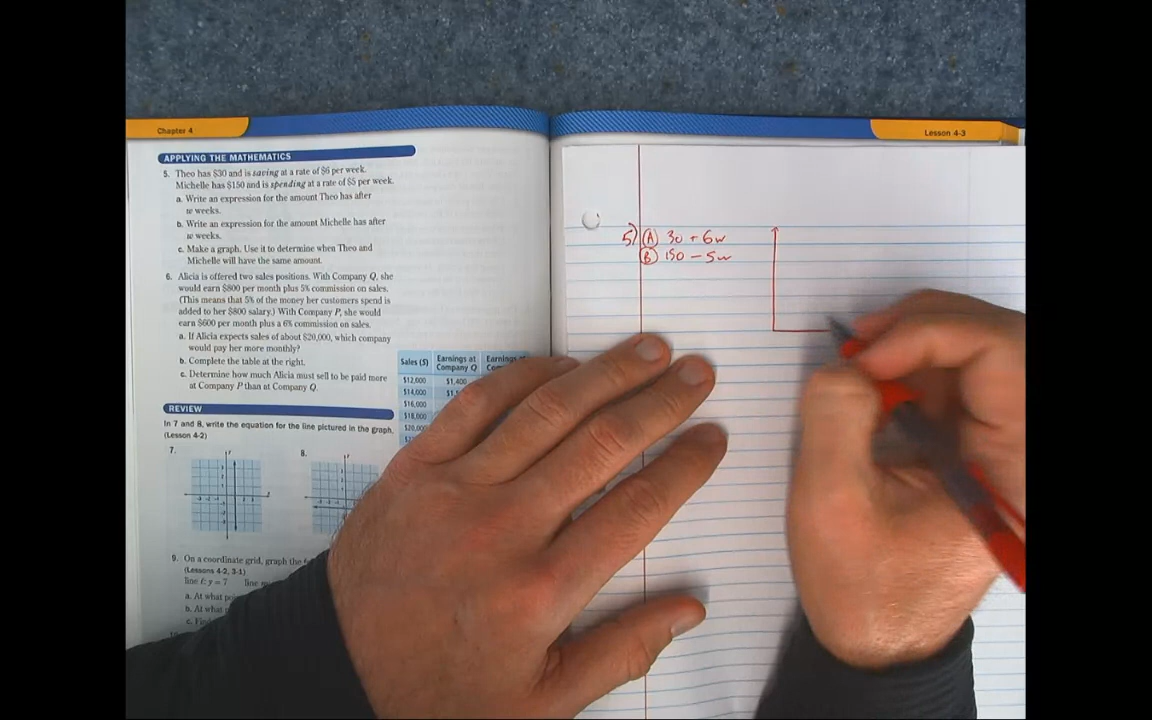 Chapter 4
APPLYING THE MATHEMATICS
5. Theo has $30 and is saving at a rate of $6 per week.
Michelle has $150 and is spending at a rate of $5 per week.
a. Write an expression for the amount Theo has after
w weeks.
b. Write an expression for the amount Michelle has after
w weeks.
c. Make a graph. Use it to determine when Theo and
Michelle will have the same amount.
6. Alicia is offered two sales positions. With Company Q, she
would earn $800 per month plus 5% commission on sales.
(This means that 5% of the money her customers spend is
added to her $800 salary.) With Company P, she would
earn $600 per month plus a 6% commission on sales.
a. If Alicia expects sales of about $20,000, which company
would pay her more monthly?
b. Complete the table at the right.
c. Determine how much Alicia must sell to be paid more
at Company P than at Company Q.
Sales ($) Earnings at Company Q Earnings
$12,000 $1,400
$14,000
$16,000
$18,000
$20,000
REVIEW
In 7 and 8, write the equation for the line pictured in the graph.
(Lesson 4-2)
7.
8.
9. On a coordinate grid, graph the
(Lessons 4-2, 3-1)
line ℓ: y = 7 line
a. At what
b. At what
c.
Lesson 4-3
5) (A) 30 + 6w
(B) 150 - 5w